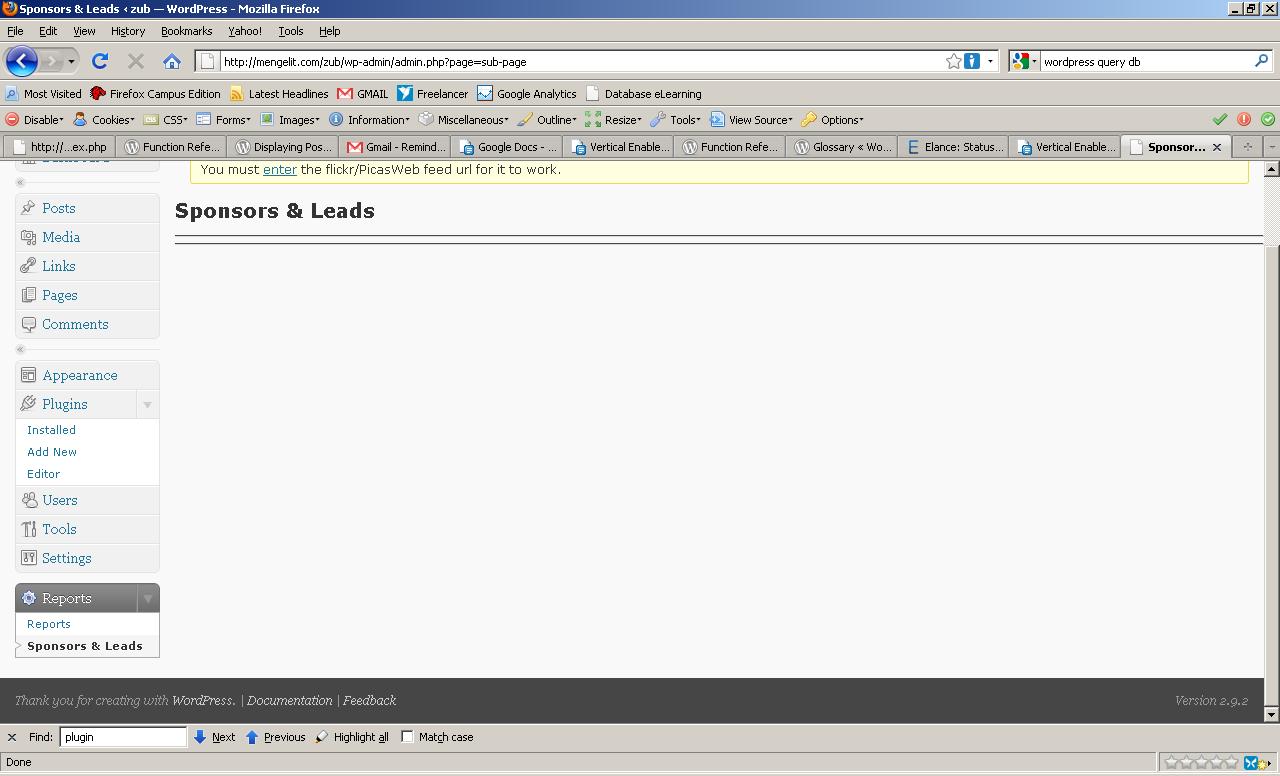 Sponsors & Leads ‹ zub — WordPress - Mozilla Firefox
File Edit View History Bookmarks Yahoo! Tools Help
http://mengelit.com/zub/wp-admin/admin.php?page=sub-page wordpress query db
Most Visited Firefox Campus Edition Latest Headlines GMAIL Freelancer Google Analytics Database eLearning
Disable Cookies CSS Forms Images Information Miscellaneous Outline Resize Tools View Source Options
http://...ex.php Function Refe... Displaying Pos... Gmail - Remind... Google Docs - ... Vertical Enable... Function Refe... Glossary « Wo... Elance: Status... Vertical Enable... Sponsor...
You must enter the flickr/PicasWeb feed url for it to work.
Sponsors & Leads
Posts
Media
Links
Pages
Comments
Appearance
Plugins
Installed
Add New
Editor
Users
Tools
Settings
Reports
Reports
Sponsors & Leads
Thank you for creating with WordPress. | Documentation | Feedback Version 2.9.2
Find: plugin Next Previous Highlight all Match case
Done